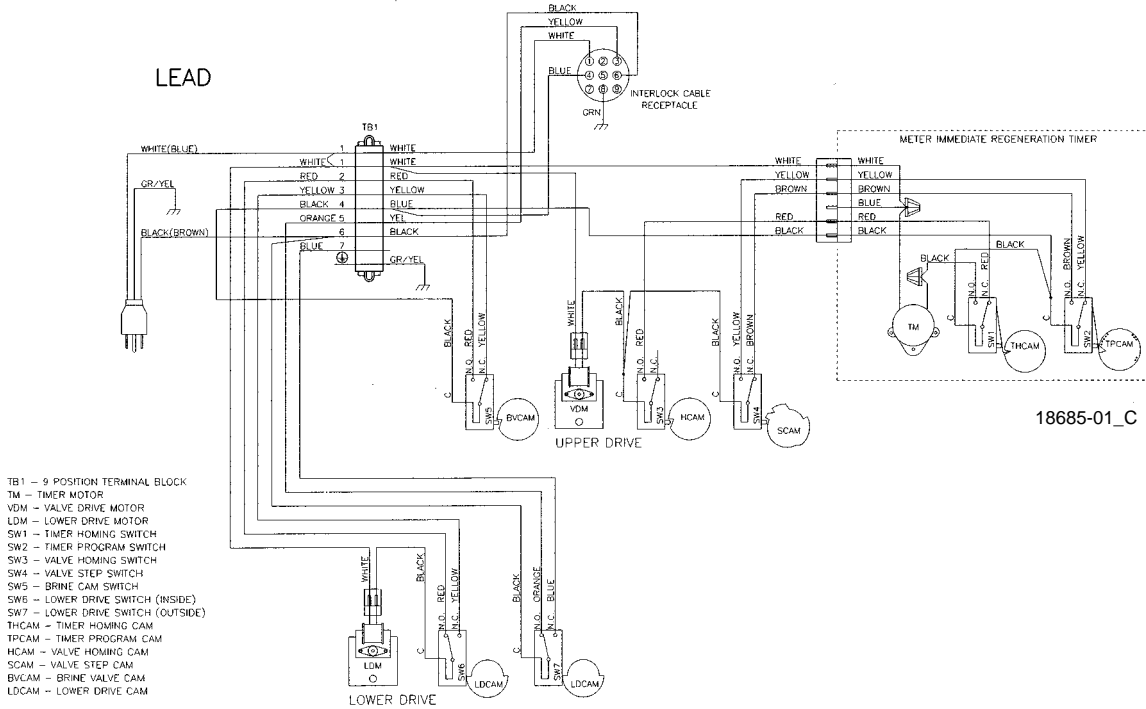 BLACK
YELLOW
WHITE
LEAD
BLUE
1 2 3
4 5 6
7 8 9
INTERLOCK CABLE
RECEPTACLE
GRN
TB1
METER IMMEDIATE REGENERATION TIMER
WHITE(BLUE) 1 WHITE
WHITE 1 WHITE WHITE WHITE
RED 2 RED YELLOW YELLOW
GR/YEL YELLOW 3 YELLOW BROWN BROWN
BLACK 4 BLUE BLUE
ORANGE 5 YEL RED RED
BLACK(BROWN) 6 BLACK BLACK BLACK
BLUE 7
GR/YEL
BLACK
BLACK
RED
BROWN
YELLOW
N.O.
N.C.
N.O.
N.C.
C
C
TM
SW1
THCAM
SW2
TPCAM
BLACK
RED
YELLOW
WHITE
BLACK
RED
BLACK
YELLOW
BROWN
N.O.
N.C.
N.O.
N.C.
N.O.
N.C.
C
C
C
SW5
BVCAM
VDM
SW3
HCAM
SW4
SCAM
UPPER DRIVE
18685-01_C
TB1 – 9 POSITION TERMINAL BLOCK
TM – TIMER MOTOR
VDM – VALVE DRIVE MOTOR
LDM – LOWER DRIVE MOTOR
SW1 – TIMER HOMING SWITCH
SW2 – TIMER PROGRAM SWITCH
SW3 – VALVE HOMING SWITCH
SW4 – VALVE STEP SWITCH
SW5 – BRINE CAM SWITCH
SW6 – LOWER DRIVE SWITCH (INSIDE)
SW7 – LOWER DRIVE SWITCH (OUTSIDE)
THCAM – TIMER HOMING CAM
TPCAM – TIMER PROGRAM CAM
HCAM – VALVE HOMING CAM
SCAM – VALVE STEP CAM
BVCAM – BRINE VALVE CAM
LDCAM – LOWER DRIVE CAM
WHITE
BLACK
RED
YELLOW
BLACK
ORANGE
BLUE
N.O.
N.C.
N.O.
N.C.
C
C
LDM
SW6
LDCAM
SW7
LDCAM
LOWER DRIVE